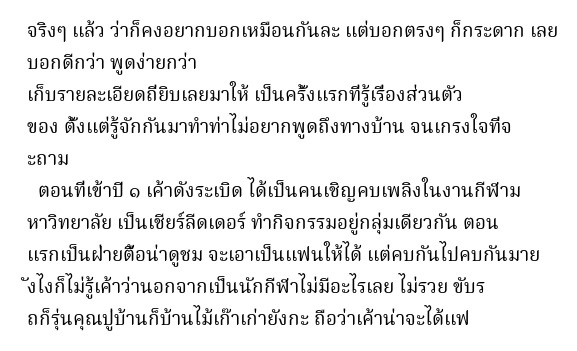 จริงๆ แล้ว ว่าก็คงอยากบอกเหมือนกันละ แต่บอกตรงๆ ก็กระดาก เลย
บอกดีกว่า พูดง่ายกว่า
เก็บรายละเอียดถี่ยิบเลยมาให้ เป็นครั้งแรกที่รู้เรื่องส่วนตัว
ของ ตั้งแต่รู้จักกันมาทำท่าไม่อยากพูดถึงทางบ้าน จนเกรงใจที่จ
ะถาม
ตอนที่เข้าปี ๑ เค้าดังระเบิด ได้เป็นคนเชิญคบเพลิงในงานกีฬาม
หาวิทยาลัย เป็นเชียร์ลีดเดอร์ ทำกิจกรรมอยู่กลุ่มเดียวกัน ตอน
แรกเป็นฝ่ายตื๊อน่าดูชม จะเอาเป็นแฟนให้ได้ แต่คบกันไปคบกันมาย
ังไงก็ไม่รู้เค้าว่านอกจากเป็นนักกีฬาไม่มีอะไรเลย ไม่รวย ขับร
ถก็รุ่นคุณปู่บ้านก็บ้านไม้เก๊าเก่ายังกะ ถือว่าเค้าน่าจะได้แฟ